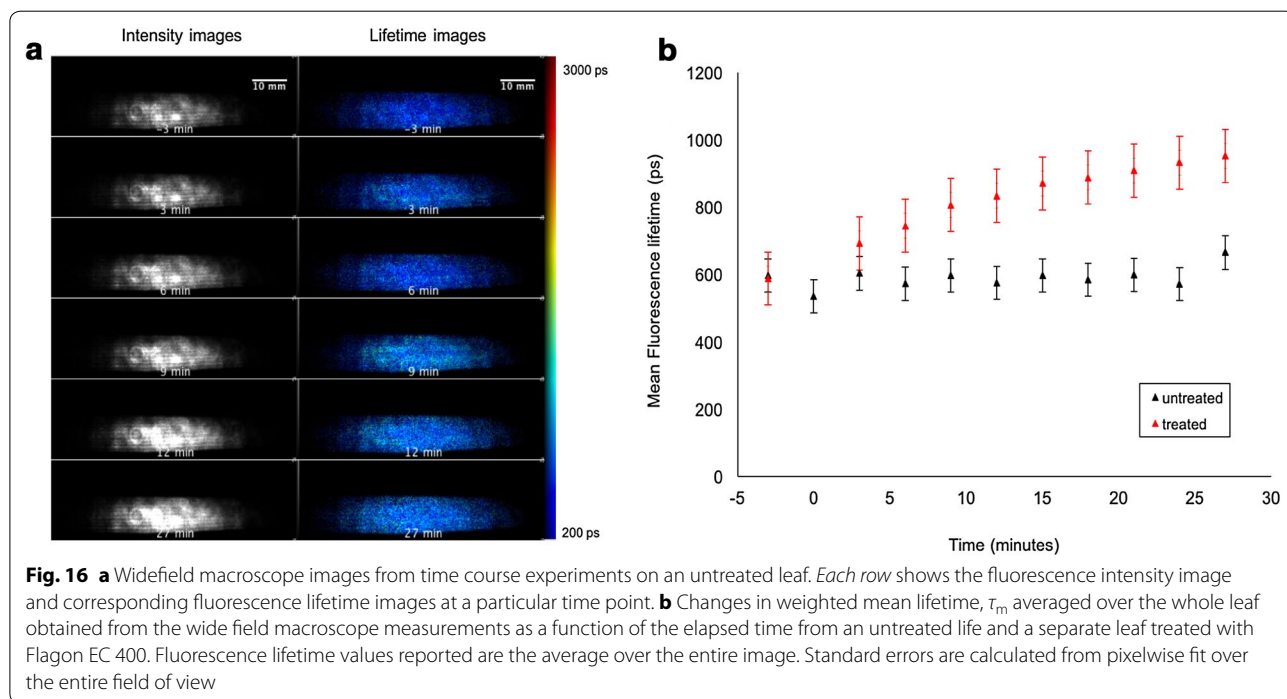 a
Intensity images
Lifetime images
10 mm
10 mm
-3 min
-3 min
3 min
3 min
6 min
6 min
9 min
9 min
12 min
12 min
27 min
27 min
3000 ps
200 ps
b
Mean Fluorescence lifetime (ps)
1200
1000
800
600
400
200
0
-5
0
5
10
15
20
25
30
Time (minutes)
untreated
treated
Fig. 16 a Widefield macroscope images from time course experiments on an untreated leaf. Each row shows the fluorescence intensity image
and corresponding fluorescence lifetime images at a particular time point. b Changes in weighted mean lifetime, τm averaged over the whole leaf
obtained from the wide field macroscope measurements as a function of the elapsed time from an untreated life and a separate leaf treated with
Flagon EC 400. Fluorescence lifetime values reported are the average over the entire image. Standard errors are calculated from pixelwise fit over
the entire field of view